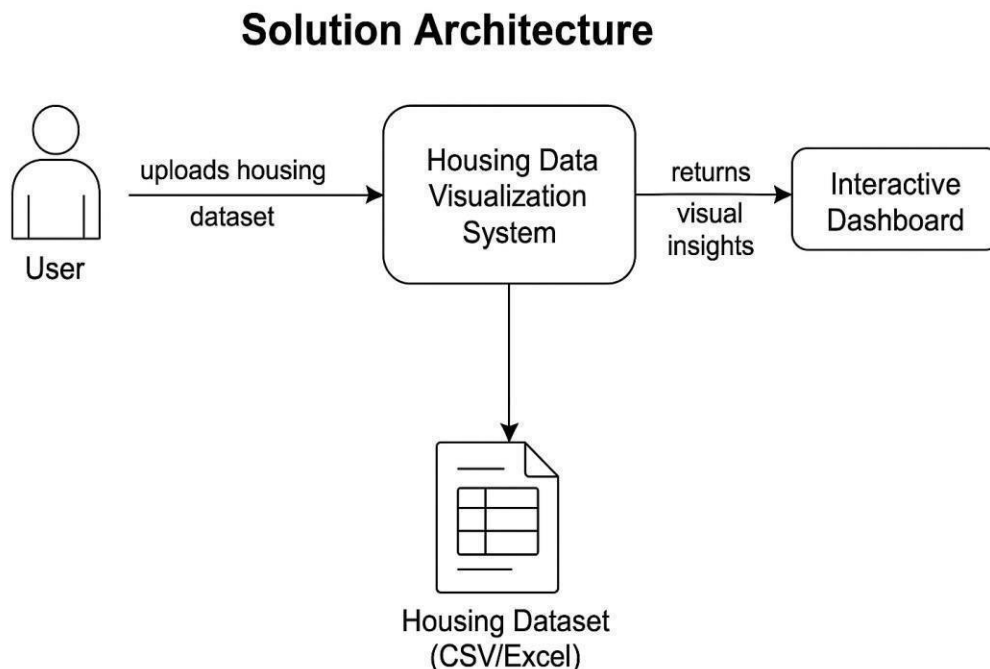 Solution Architecture
User
uploads housing
dataset
Housing Data
Visualization
System
returns
visual
insights
Interactive
Dashboard
Housing Dataset
(CSV/Excel)